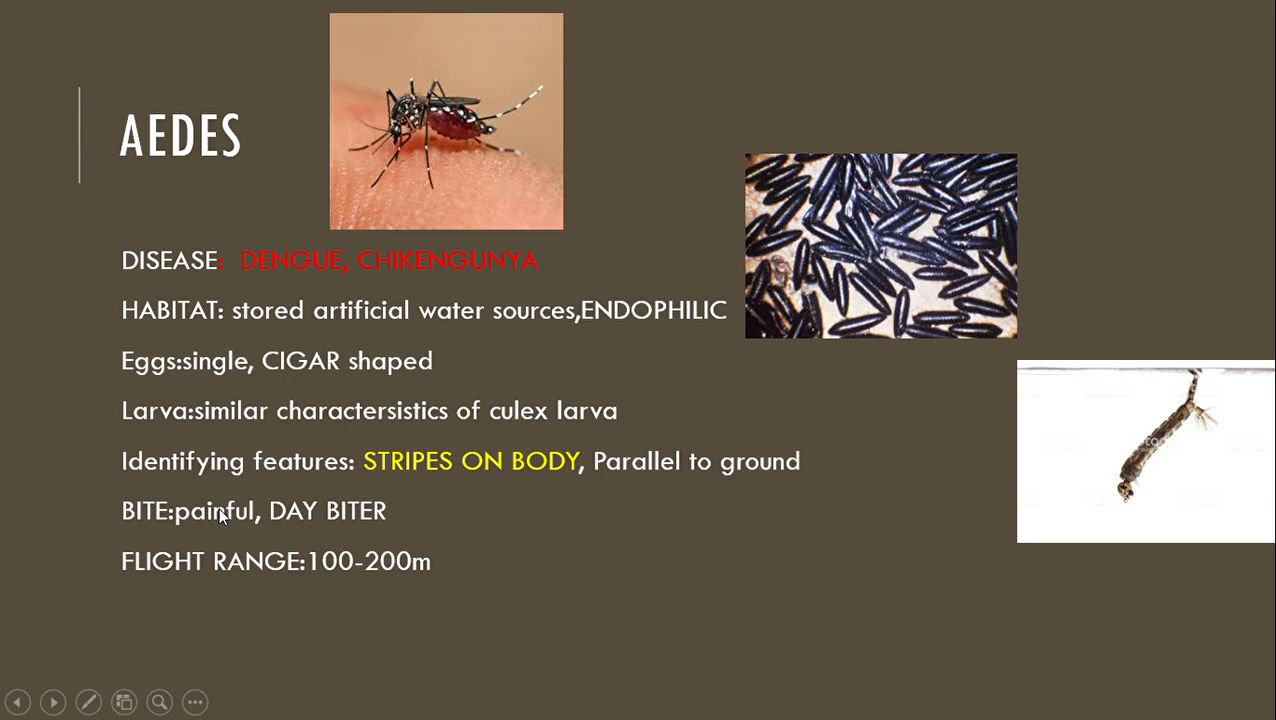 AEDES
DISEASE: DENGUE, CHIKENGUNYA
HABITAT: stored artificial water sources,ENDOPHILIC
Eggs:single, CIGAR shaped
Larva:similar charactersistics of culex larva
Identifying features: STRIPES ON BODY, Parallel to ground
BITE:painful, DAY BITER
FLIGHT RANGE:100-200m